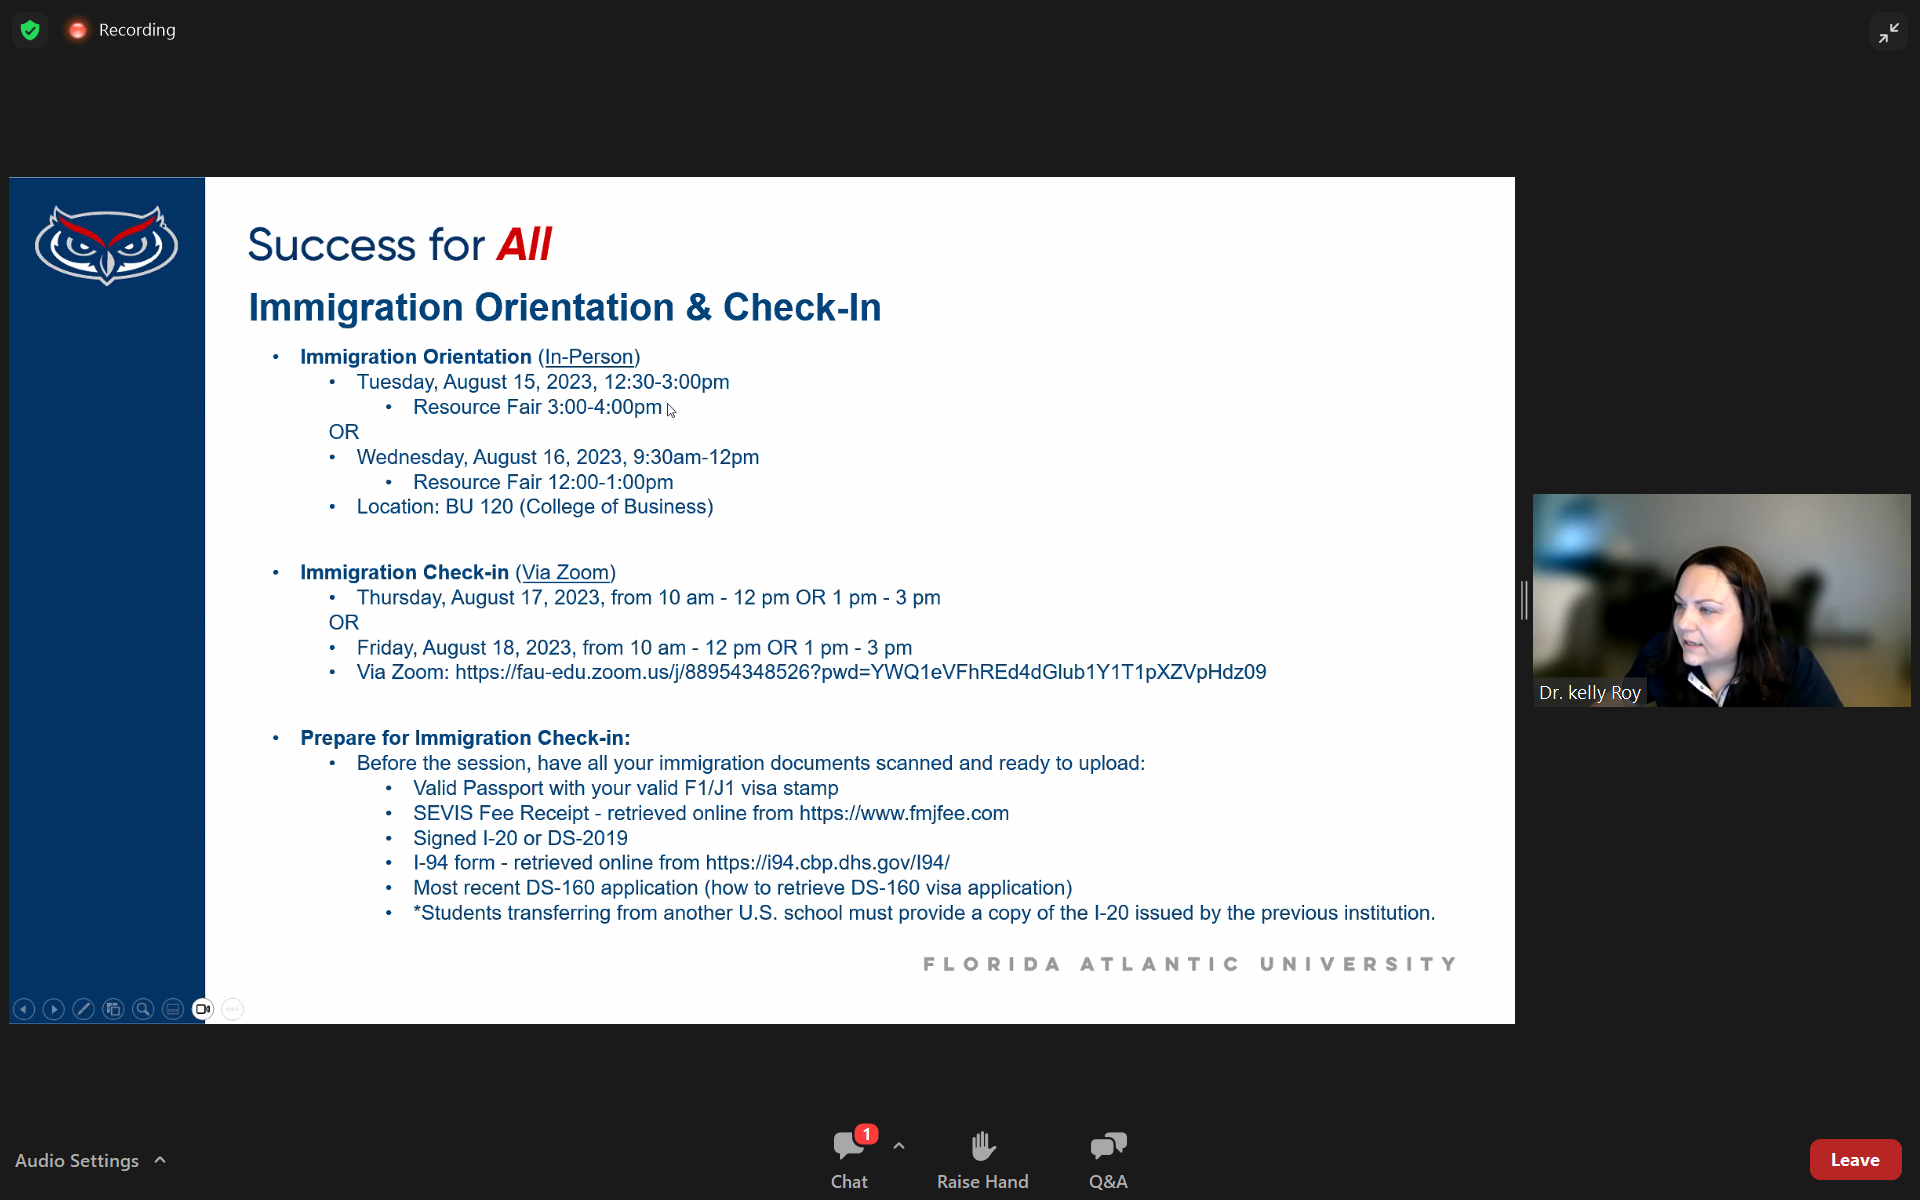 Recording
Success for All
Immigration Orientation & Check-In
• Immigration Orientation (In-Person)
• Tuesday, August 15, 2023, 12:30-3:00pm
• Resource Fair 3:00-4:00pm
OR
• Wednesday, August 16, 2023, 9:30am-12pm
• Resource Fair 12:00-1:00pm
• Location: BU 120 (College of Business)
• Immigration Check-in (Via Zoom)
• Thursday, August 17, 2023, from 10 am - 12 pm OR 1 pm - 3 pm
OR
• Friday, August 18, 2023, from 10 am - 12 pm OR 1 pm - 3 pm
• Via Zoom: https://fau-edu.zoom.us/j/88954348526?pwd=YWQ1eVFhREd4dGlub1Y1T1pXZVpHdz09
• Prepare for Immigration Check-in:
• Before the session, have all your immigration documents scanned and ready to upload:
• Valid Passport with your valid F1/J1 visa stamp
• SEVIS Fee Receipt - retrieved online from https://www.fmjfee.com
• Signed I-20 or DS-2019
• I-94 form - retrieved online from https://i94.cbp.dhs.gov/I94/
• Most recent DS-160 application (how to retrieve DS-160 visa application)
• *Students transferring from another U.S. school must provide a copy of the I-20 issued by the previous institution.
FLORIDA ATLANTIC UNIVERSITY
Dr. kelly Roy
Audio Settings
1
Chat
Raise Hand
Q&A
Leave